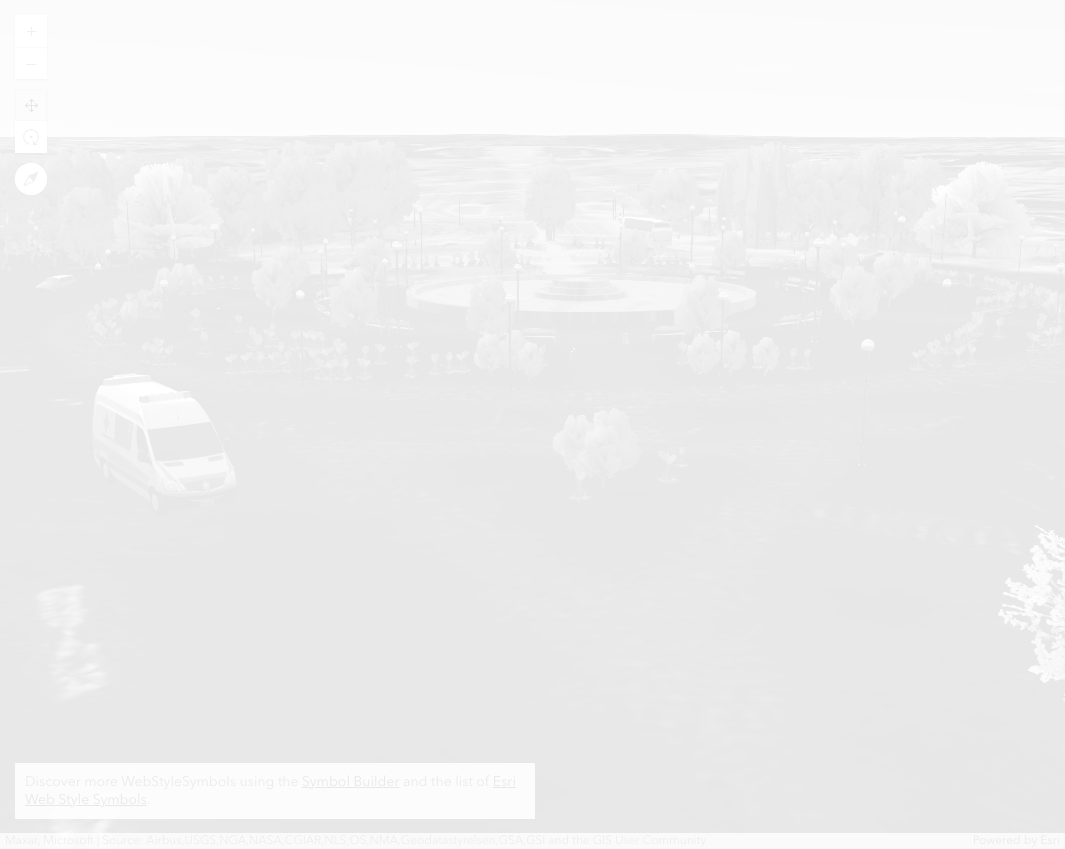 Discover more WebStyleSymbols using the Symbol Builder and the list of Esri
Web Style Symbols.
Maxar, Microsoft | Source: Airbus,USGS,NGA,NASA,CGIAR,NLS,OS,NMA,Geodatastyrelsen,GSA,GSI and the GIS User Community
Powered by Esri